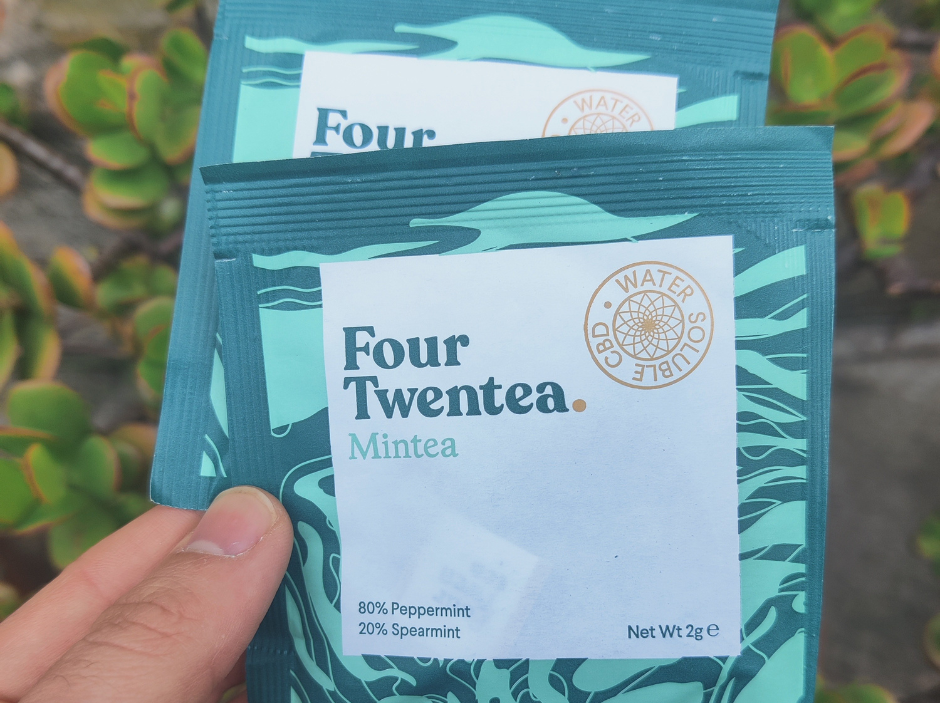 Four
WATER
Four
Twentea.
Mintea
WATER SOLUBLE CBD
80% Peppermint
20% Spearmint
Net Wt 2g ℮